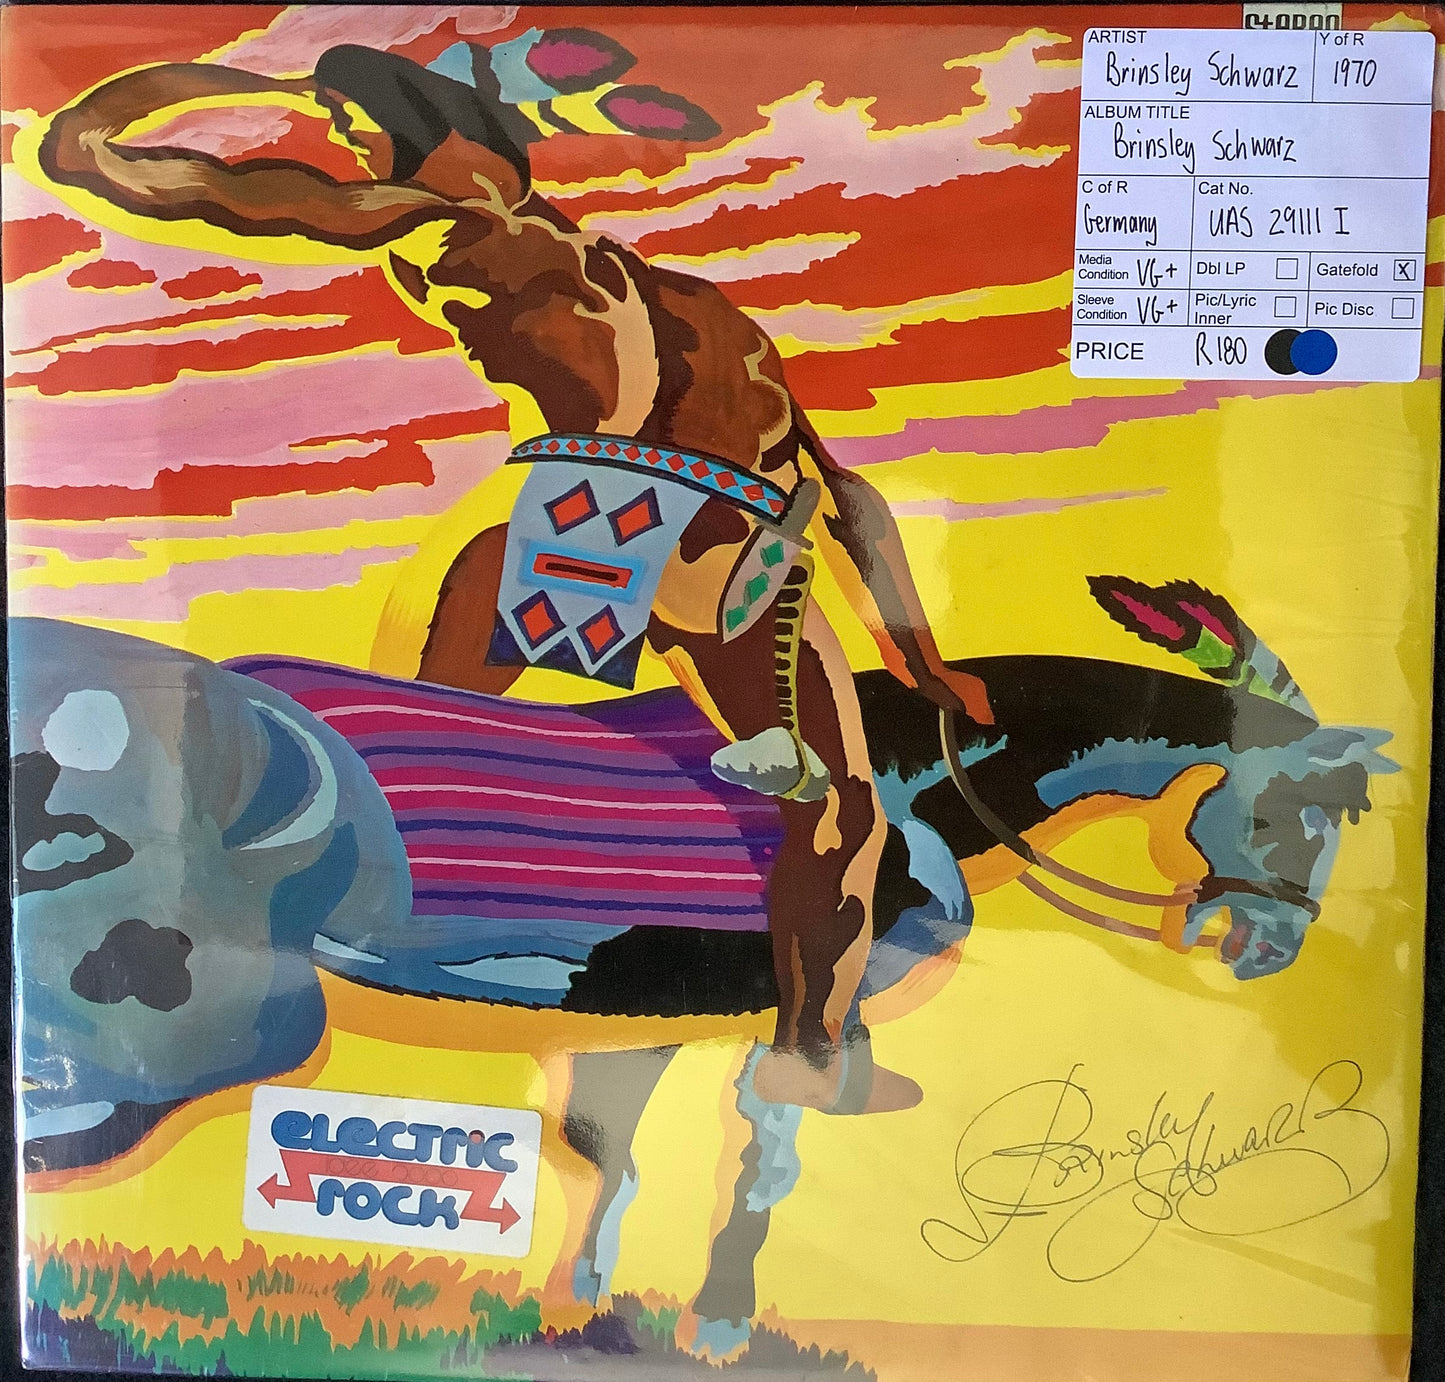 STEREO
ARTIST
Y of R
Brinsley Schwarz
1970
ALBUM TITLE
Brinsley Schwarz
C of R
Cat No.
Germany
UAS 29111 I
Media Condition VG+
Dbl LP
Gatefold X
Sleeve Condition VG+
Pic/Lyric Inner
Pic Disc
PRICE
R180
ELECTRIC
ROCK
Brinsley
Schwarz